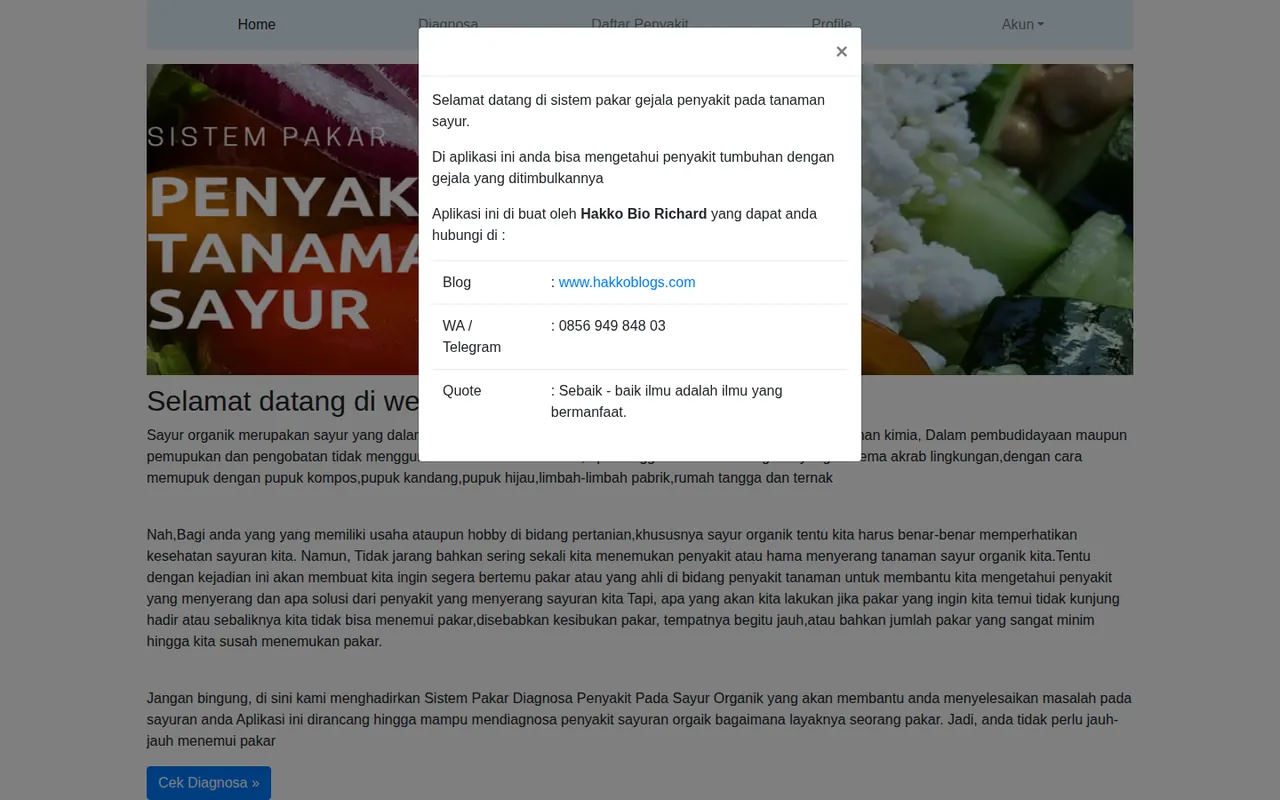 Home Diagnosa Daftar Penyakit Profile Akun
×
Selamat datang di sistem pakar gejala penyakit pada tanaman
sayur.
Di aplikasi ini anda bisa mengetahui penyakit tumbuhan dengan
gejala yang ditimbulkannya
Aplikasi ini di buat oleh Hakko Bio Richard yang dapat anda
hubungi di :
Blog : www.hakkoblogs.com
WA / : 0856 949 848 03
Telegram
Quote : Sebaik - baik ilmu adalah ilmu yang
bermanfaat.
SISTEM PAKAR
PENYAK
TANAMA
SAYUR
Selamat datang di we
Sayur organik merupakan sayur yang dalam kimia, Dalam pembudidayaan maupun
pemupukan dan pengobatan tidak akrab lingkungan,dengan cara
memupuk dengan pupuk kompos,pupuk kandang,pupuk hijau,limbah-limbah pabrik,rumah tangga dan ternak
Nah,Bagi anda yang yang memiliki usaha ataupun hobby di bidang pertanian,khususnya sayur organik tentu kita harus benar-benar memperhatikan
kesehatan sayuran kita. Namun, Tidak jarang bahkan sering sekali kita menemukan penyakit atau hama menyerang tanaman sayur organik kita.Tentu
dengan kejadian ini akan membuat kita ingin segera bertemu pakar atau yang ahli di bidang penyakit tanaman untuk membantu kita mengetahui penyakit
yang menyerang dan apa solusi dari penyakit yang menyerang sayuran kita Tapi, apa yang akan kita lakukan jika pakar yang ingin kita temui tidak kunjung
hadir atau sebaliknya kita tidak bisa menemui pakar,disebabkan kesibukan pakar, tempatnya begitu jauh,atau bahkan jumlah pakar yang sangat minim
hingga kita susah menemukan pakar.
Jangan bingung, di sini kami menghadirkan Sistem Pakar Diagnosa Penyakit Pada Sayur Organik yang akan membantu anda menyelesaikan masalah pada
sayuran anda Aplikasi ini dirancang hingga mampu mendiagnosa penyakit sayuran orgaik bagaimana layaknya seorang pakar. Jadi, anda tidak perlu jauh-
jauh menemui pakar
Cek Diagnosa »